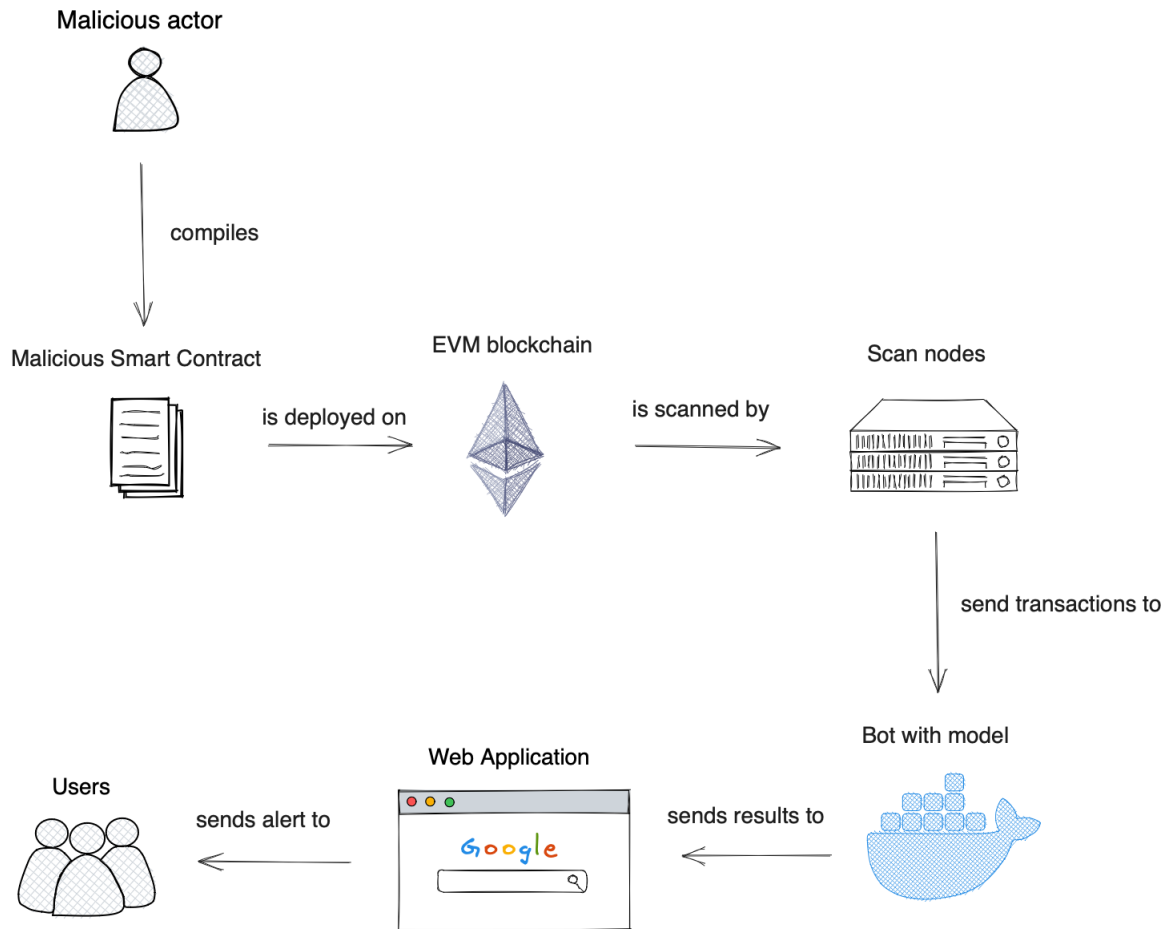 Malicious actor
compiles
Malicious Smart Contract
is deployed on
EVM blockchain
is scanned by
Scan nodes
send transactions to
Bot with model
sends results to
Web Application
Google
sends alert to
Users